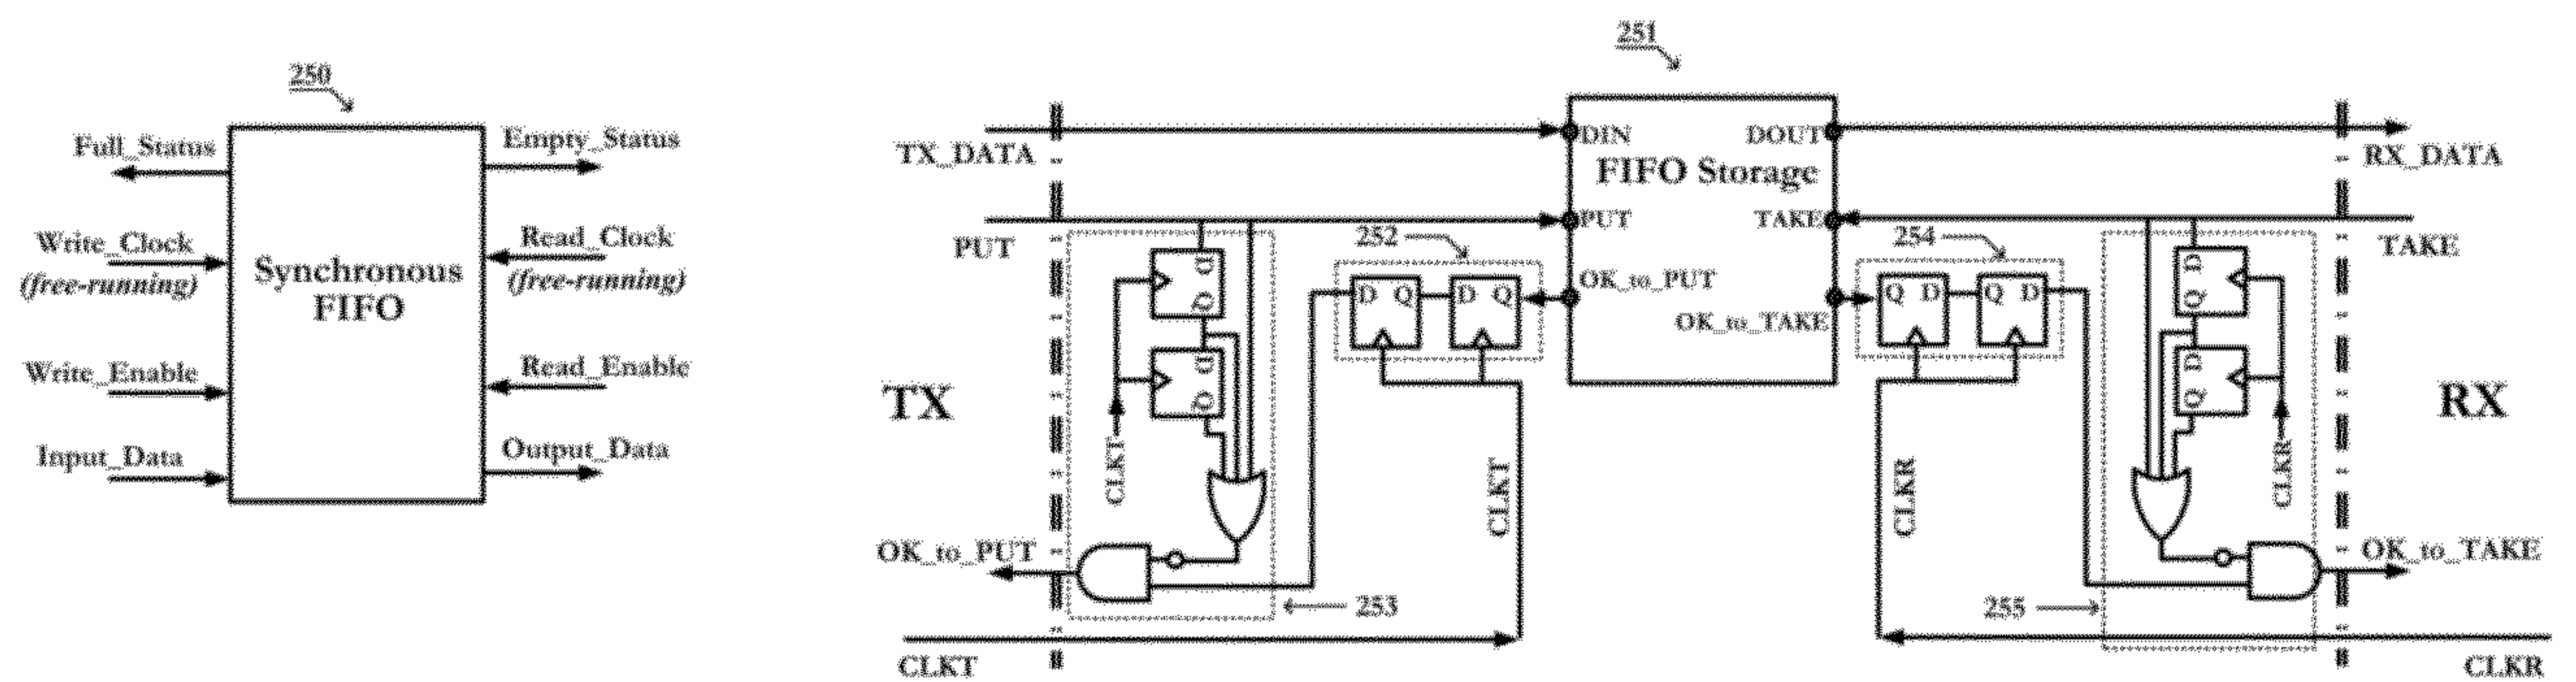 250
Full_Status
Empty_Status
Write_Clock
(free-running)
Read_Clock
(free-running)
Synchronous
FIFO
Write_Enable
Read_Enable
Input_Data
Output_Data
251
TX_DATA
DIN
DOUT
FIFO Storage
RX_DATA
PUT
PUT
TAKE
TAKE
252
254
OK_to_PUT
OK_to_TAKE
D
Q
D
Q
D Q
D Q
Q D
Q D
D
Q
D
Q
TX
RX
CLKT
CLKT
CLKR
CLKR
OK_to_PUT
OK_to_TAKE
253
255
CLKT
CLKR